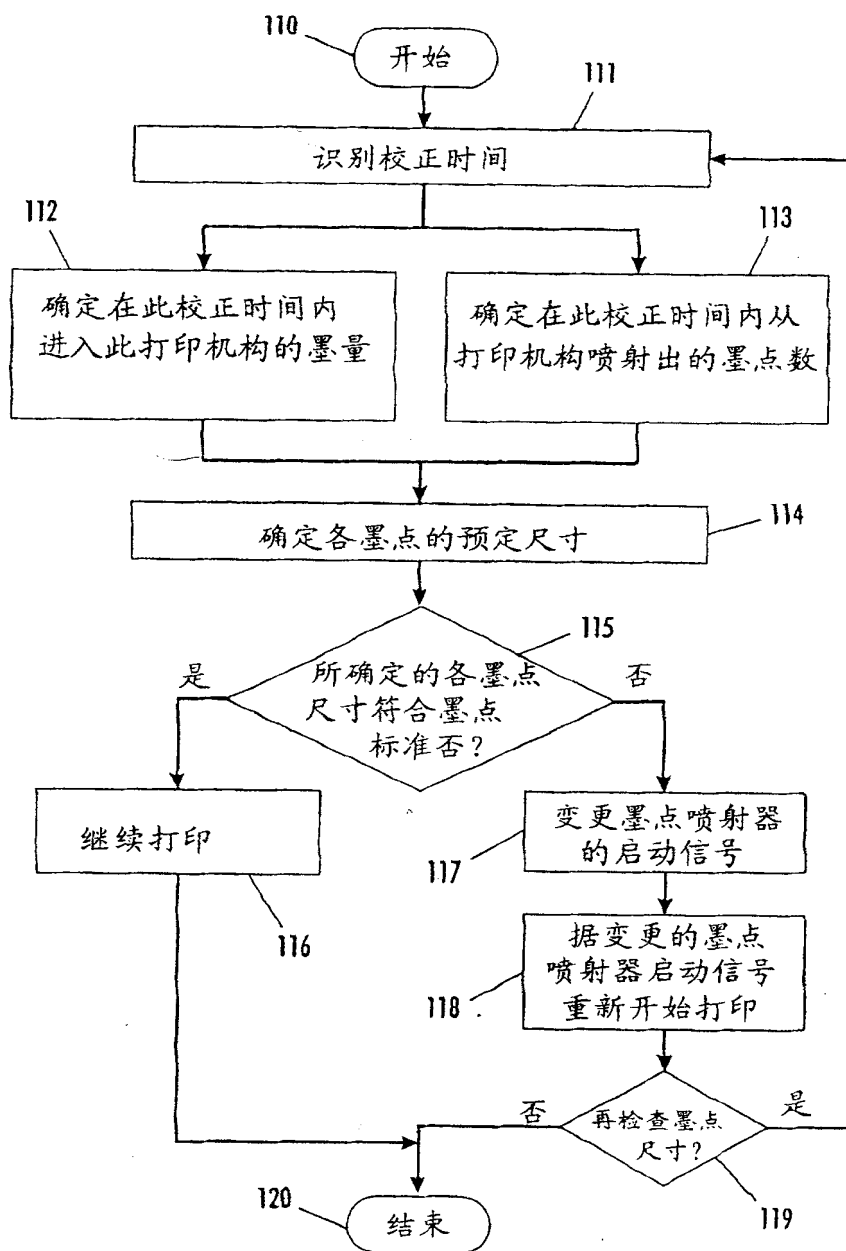 110
开始
111
识别校正时间
112
113
确定在此校正时间内
进入此打印机构的墨量
确定在此校正时间内从
打印机构喷射出的墨点数
确定各墨点的预定尺寸
114
115
是
否
所确定的各墨点
尺寸符合墨点
标准否?
继续打印
116
变更墨点喷射器
的启动信号
117
据变更的墨点
喷射器启动信号
重新开始打印
118
否
是
再检查墨点
尺寸?
119
120
结束